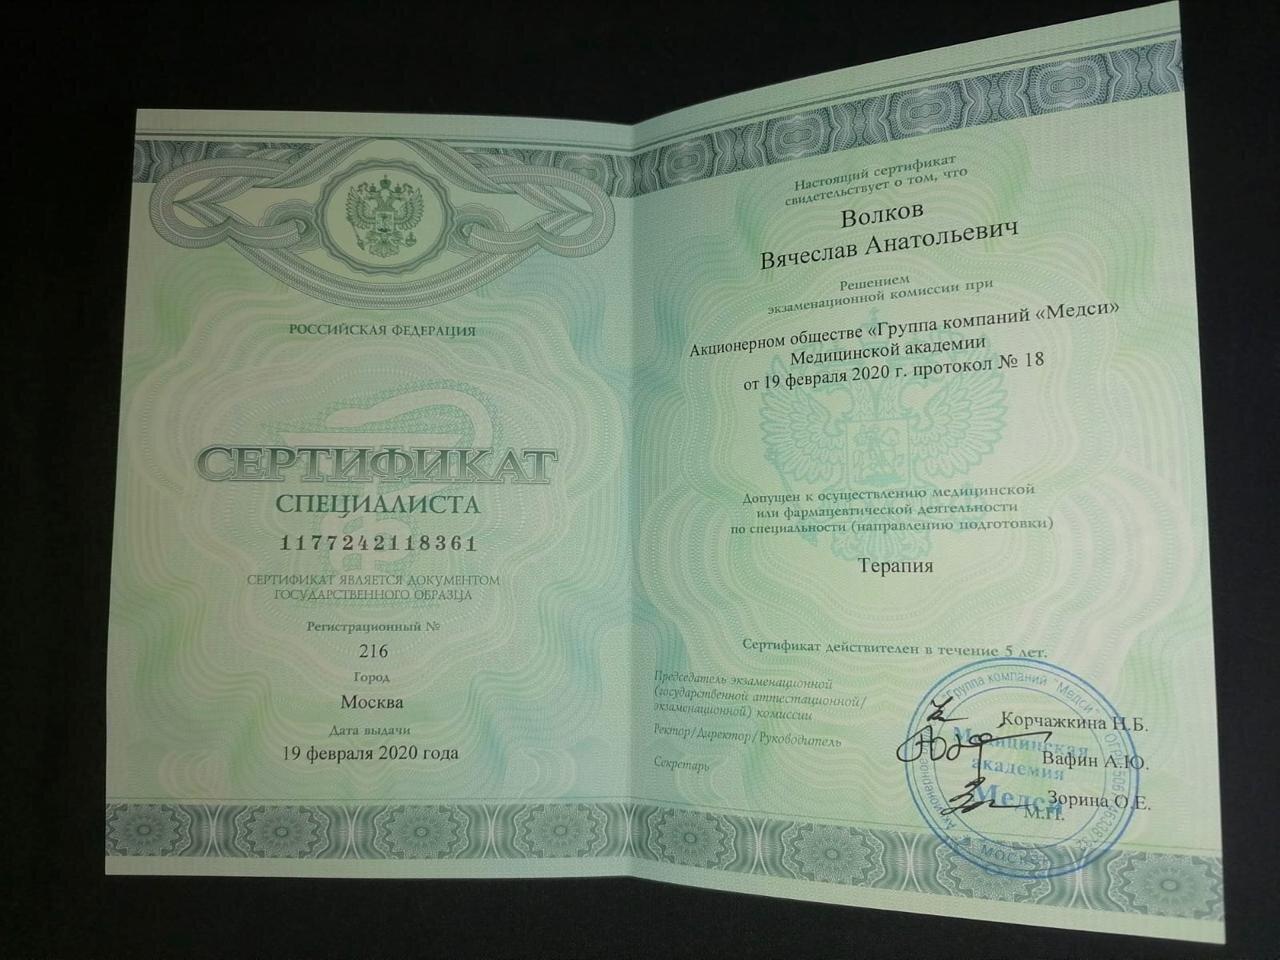 РОССИЙСКАЯ ФЕДЕРАЦИЯ
СЕРТИФИКАТ
СПЕЦИАЛИСТА
1177242118361
СЕРТИФИКАТ ЯВЛЯЕТСЯ ДОКУМЕНТОМ
ГОСУДАРСТВЕННОГО ОБРАЗЦА
Регистрационный №
216
Город
Москва
Дата выдачи
19 февраля 2020 года
Настоящий сертификат
свидетельствует о том, что
Волков
Вячеслав Анатольевич
Решением
экзаменационной комиссии при
Акционерном обществе «Группа компаний «Медси»
Медицинской академии
от 19 февраля 2020 г. протокол № 18
Допущен к осуществлению медицинской
или фармацевтической деятельности
по специальности (направлению подготовки)
Терапия
Сертификат действителен в течение 5 лет.
Председатель экзаменационной
(государственной аттестационной/
экзаменационной) комиссии
Ректор/Директор/Руководитель
Секретарь
Корчажкина Н.Б.
Вафин А.Ю.
Зорина О.Е.
М.П.
"Группа компаний "Медси"
Медицинская
академия
Медси
МОСКВА